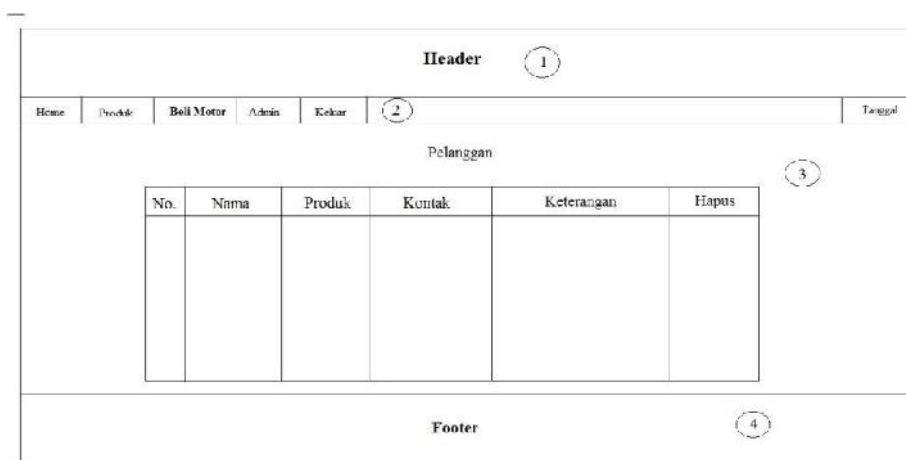 Header 1
Home Produk Beli Motor Admin Keluar 2 Tanggal
Pelanggan
3
No. Nama Produk Kontak Keterangan Hapus
Footer 4